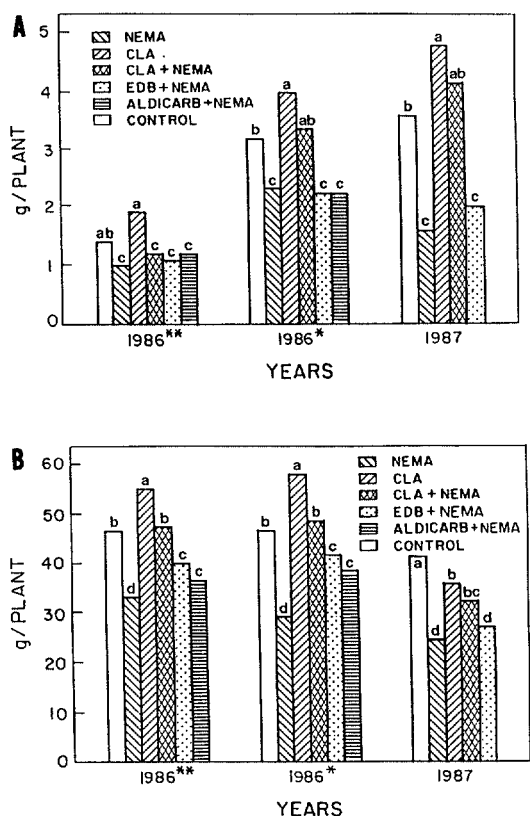 A
5
4
3
2
1
0
g/PLANT
NEMA
CLA .
CLA + NEMA
EDB + NEMA
ALDICARB + NEMA
CONTROL
ab c a c c c
b c a ab c c
b c a ab c
1986** 1986* 1987
YEARS
B
60
50
40
30
20
10
0
g/PLANT
NEMA
CLA
CLA + NEMA
EDB + NEMA
ALDICARB + NEMA
CONTROL
b d a b c c
b d a b c c
a d b bc d
1986** 1986* 1987
YEARS